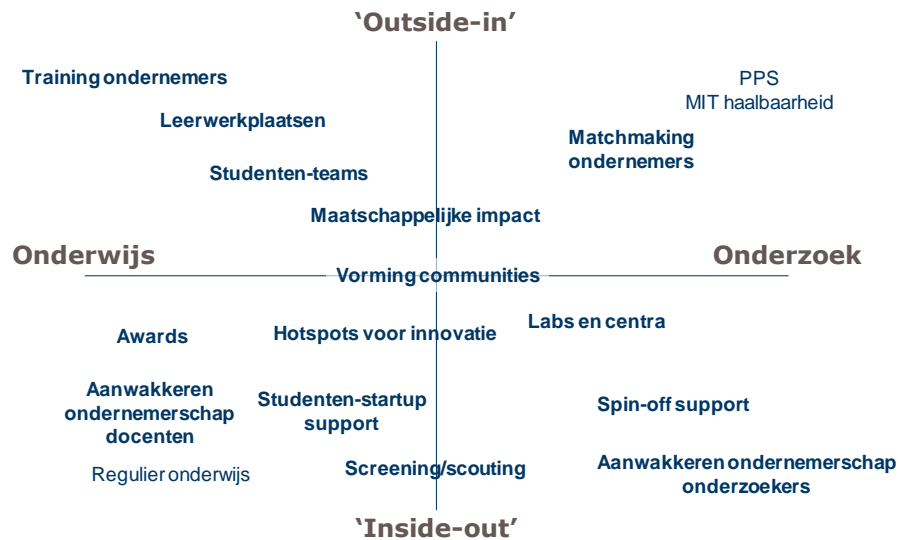 ‘Outside-in’
Training ondernemers
PPS
MIT haalbaarheid
Leerwerkplaatsen
Matchmaking
ondernemers
Studenten-teams
Maatschappelijke impact
Onderwijs
Onderzoek
Vorming communities
Labs en centra
Awards
Hotspots voor innovatie
Aanwakkeren
ondernemerschap
docenten
Studenten-startup
support
Spin-off support
Regulier onderwijs
Screening/scouting
Aanwakkeren ondernemerschap
onderzoekers
‘Inside-out’